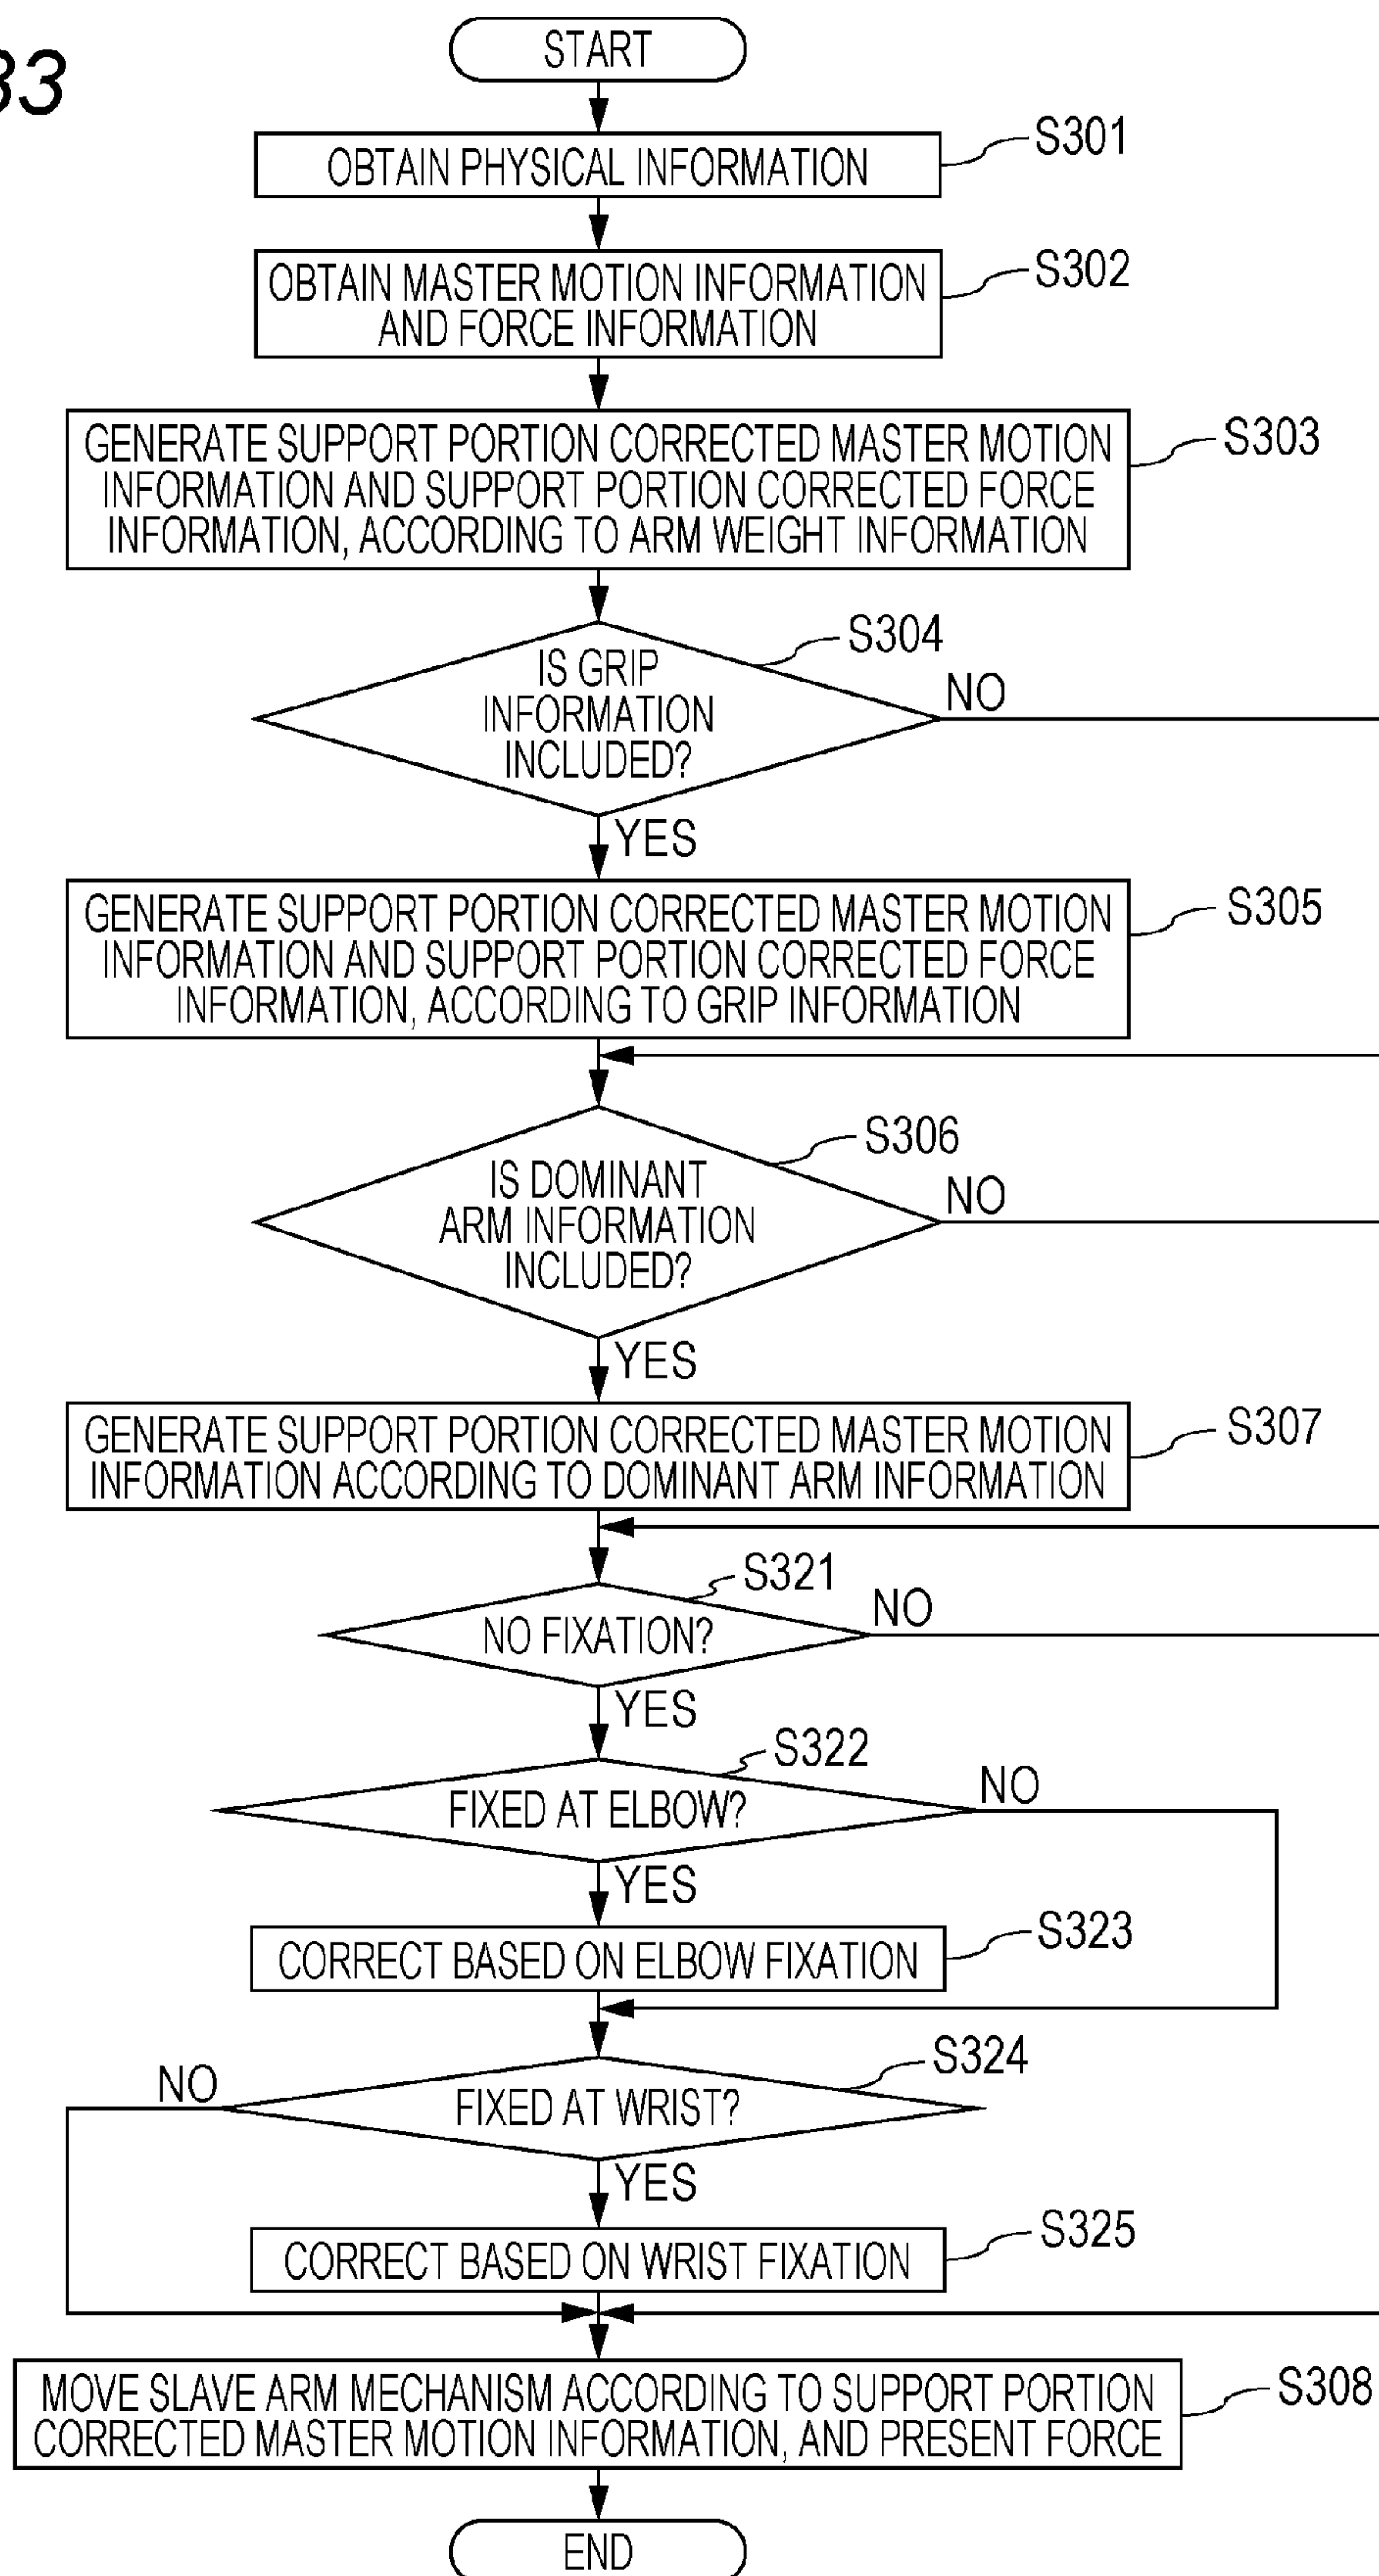 33
START
OBTAIN PHYSICAL INFORMATION
S301
OBTAIN MASTER MOTION INFORMATION
AND FORCE INFORMATION
S302
GENERATE SUPPORT PORTION CORRECTED MASTER MOTION
INFORMATION AND SUPPORT PORTION CORRECTED FORCE
INFORMATION, ACCORDING TO ARM WEIGHT INFORMATION
S303
IS GRIP
INFORMATION
INCLUDED?
S304
NO
YES
GENERATE SUPPORT PORTION CORRECTED MASTER MOTION
INFORMATION AND SUPPORT PORTION CORRECTED FORCE
INFORMATION, ACCORDING TO GRIP INFORMATION
S305
IS DOMINANT
ARM INFORMATION
INCLUDED?
S306
NO
YES
GENERATE SUPPORT PORTION CORRECTED MASTER MOTION
INFORMATION ACCORDING TO DOMINANT ARM INFORMATION
S307
NO FIXATION?
S321
NO
YES
FIXED AT ELBOW?
S322
NO
YES
CORRECT BASED ON ELBOW FIXATION
S323
FIXED AT WRIST?
S324
NO
YES
CORRECT BASED ON WRIST FIXATION
S325
MOVE SLAVE ARM MECHANISM ACCORDING TO SUPPORT PORTION
CORRECTED MASTER MOTION INFORMATION, AND PRESENT FORCE
S308
END